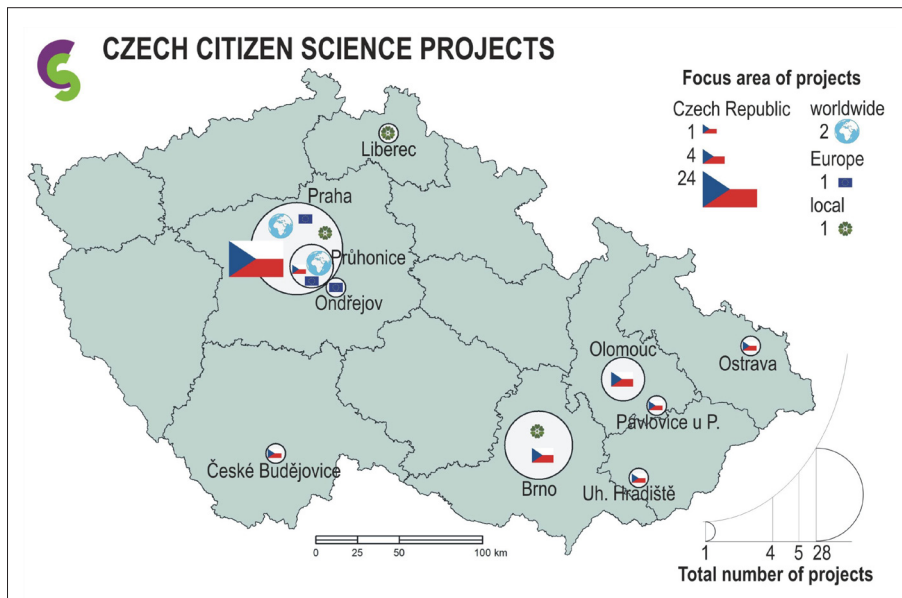 CZECH CITIZEN SCIENCE PROJECTS
Focus area of projects
Czech Republic
1
4
24
worldwide
2
Europe
1
local
1
Liberec
Praha
Průhonice
Ondřejov
Olomouc
Ostrava
Pavlovice u P.
České Budějovice
Brno
Uh. Hradiště
0 25 50 100 km
1 4 5 28
Total number of projects